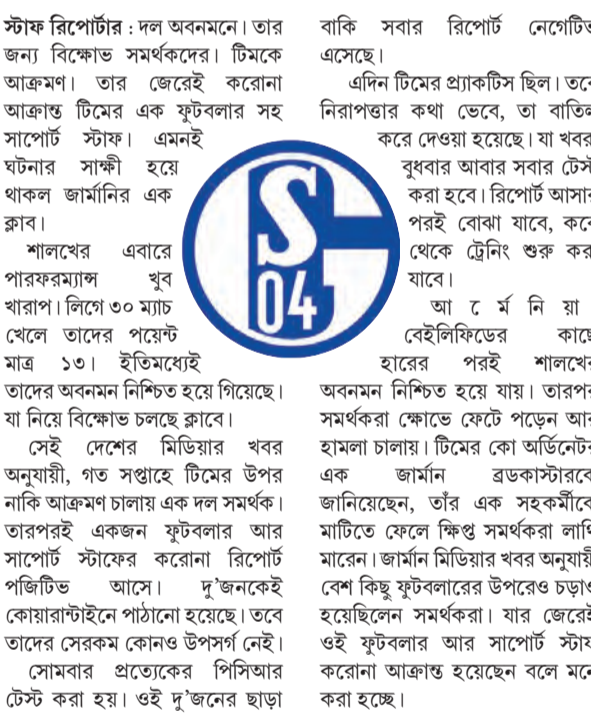 স্টাফ রিপোর্টার : দল অবনমনে। তার
জন্য বিক্ষোভ সমর্থকদের। টিমকে
আক্রমণ। তার জেরেই করোনা
আক্রান্ত টিমের এক ফুটবলার সহ
সাপোর্ট স্টাফ। এমনই
ঘটনার সাক্ষী হয়ে
থাকল জার্মানির এক
ক্লাব।
শালখের এবারে
পারফরম্যান্স খুব
খারাপ। লিগে ৩০ ম্যাচ
খেলে তাদের পয়েন্ট
মাত্র ১৩। ইতিমধ্যেই
তাদের অবনমন নিশ্চিত হয়ে গিয়েছে।
যা নিয়ে বিক্ষোভ চলছে ক্লাবে।
সেই দেশের মিডিয়ার খবর
অনুযায়ী, গত সপ্তাহে টিমের উপর
নাকি আক্রমণ চালায় এক দল সমর্থক।
তারপরই একজন ফুটবলার আর
সাপোর্ট স্টাফের করোনা রিপোর্ট
পজিটিভ আসে। দু'জনকেই
কোয়ারান্টাইনে পাঠানো হয়েছে। তবে
তাদের সেরকম কোনও উপসর্গ নেই।
সোমবার প্রত্যেকের পিসিআর
টেস্ট করা হয়। ওই দু'জনের ছাড়া
S
04
বাকি সবার রিপোর্ট নেগেটিভ
এসেছে।
এদিন টিমের প্র্যাকটিস ছিল। তবে
নিরাপত্তার কথা ভেবে, তা বাতিল
করে দেওয়া হয়েছে। যা খবর
বুধবার আবার সবার টেস্ট
করা হবে। রিপোর্ট আসার
পরই বোঝা যাবে, কবে
থেকে ট্রেনিং শুরু করা
যাবে।
আর্মেনিয়া
বেইলিফিডের কাছে
হারের পরই শালখের
অবনমন নিশ্চিত হয়ে যায়। তারপর
সমর্থকরা ক্ষোভে ফেটে পড়েন আর
হামলা চালায়। টিমের কো অর্ডিনেটর
এক জার্মান ব্রডকাস্টারকে
জানিয়েছেন, তাঁর এক সহকর্মীকে
মাটিতে ফেলে ক্ষিপ্ত সমর্থকরা লাথি
মারেন। জার্মান মিডিয়ার খবর অনুযায়ী
বেশ কিছু ফুটবলারের উপরেও চড়াও
হয়েছিলেন সমর্থকরা। যার জেরেই
ওই ফুটবলার আর সাপোর্ট স্টাফ
করোনা আক্রান্ত হয়েছেন বলে মনে
করা হচ্ছে।